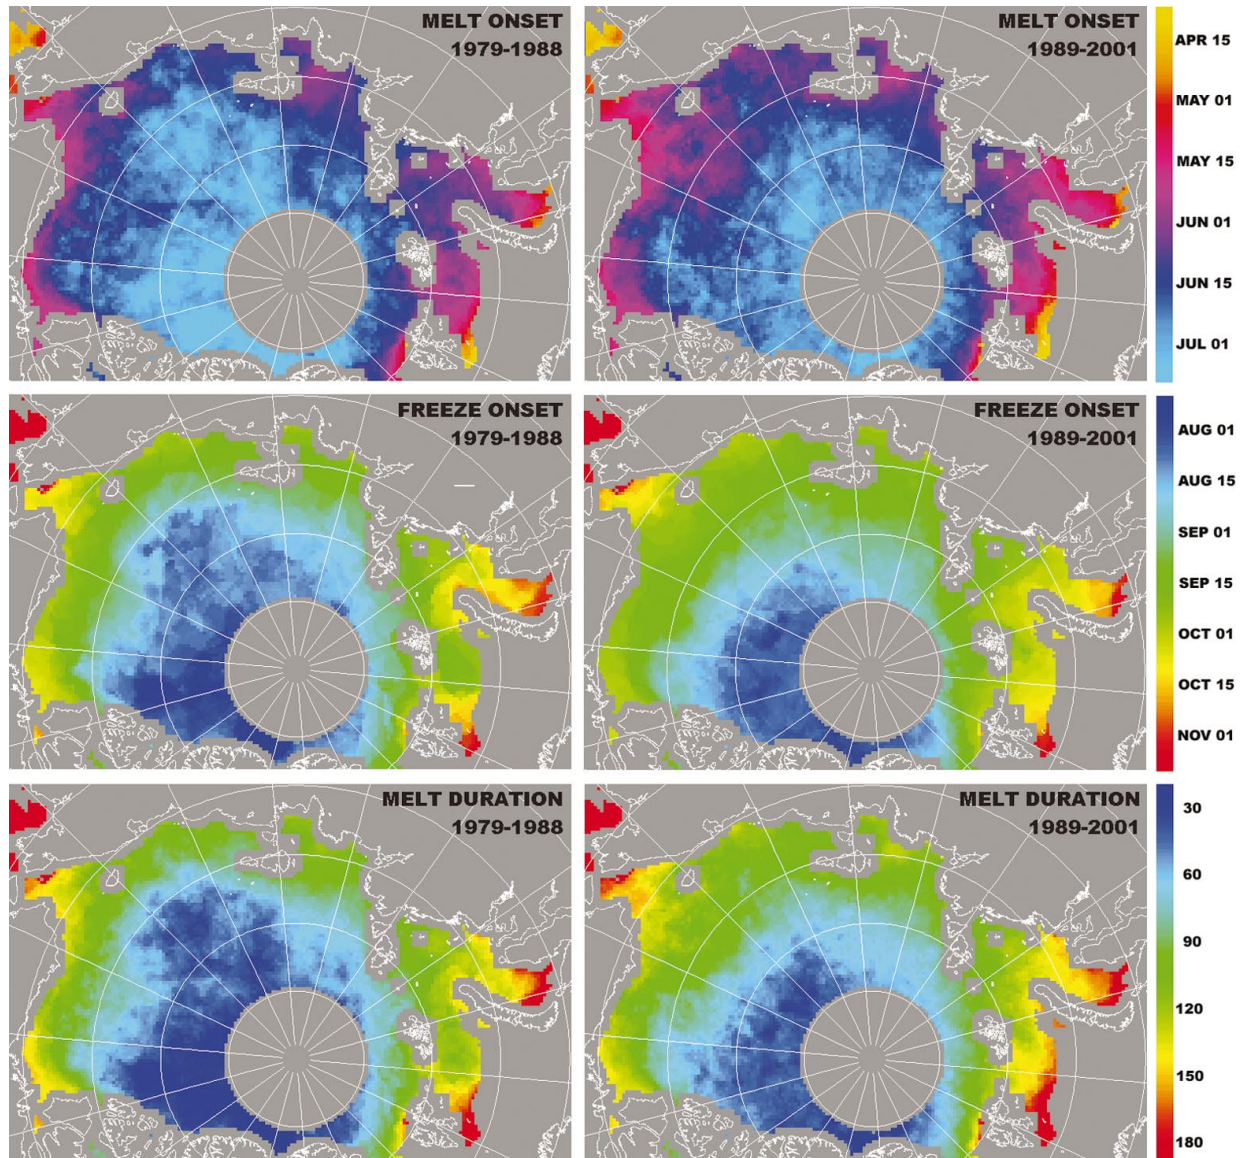 MELT ONSET
1979-1988
MELT ONSET
1989-2001
APR 15
MAY 01
MAY 15
JUN 01
JUN 15
JUL 01
FREEZE ONSET
1979-1988
FREEZE ONSET
1989-2001
AUG 01
AUG 15
SEP 01
SEP 15
OCT 01
OCT 15
NOV 01
MELT DURATION
1979-1988
MELT DURATION
1989-2001
30
60
90
120
150
180